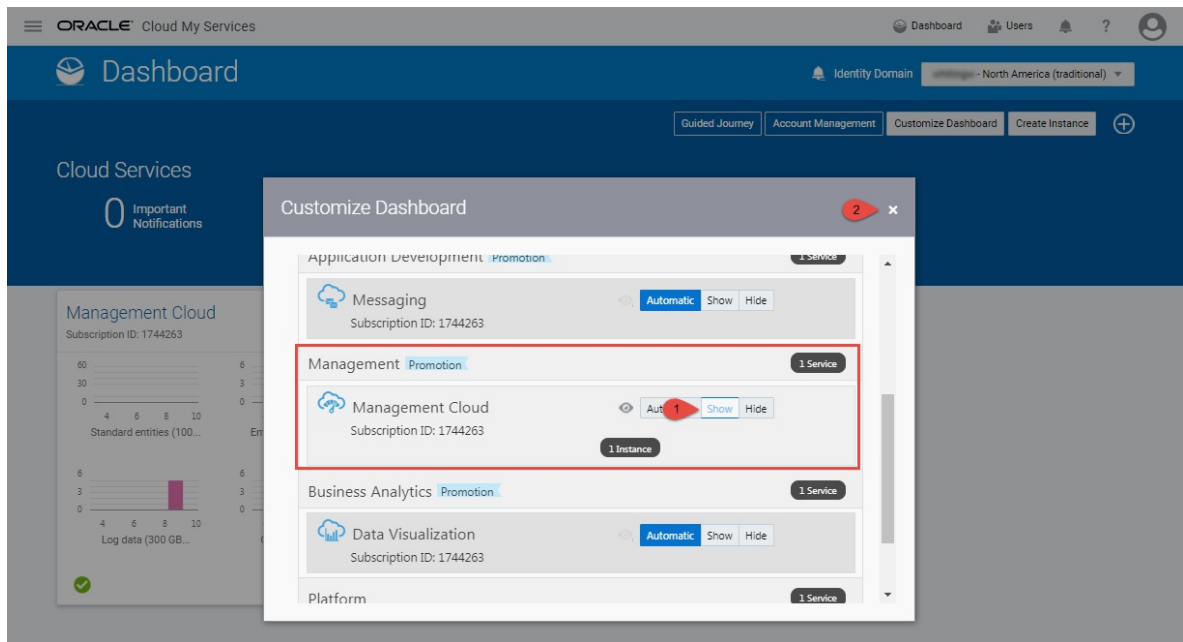 ORACLE Cloud My Services
Dashboard Users ?
Dashboard
Identity Domain - North America (traditional)
Guided Journey Account Management Customize Dashboard Create Instance
Cloud Services
0 Important Notifications
Customize Dashboard 2 ×
Application Development Promotion 1 Service
Messaging Automatic Show Hide
Subscription ID: 1744263
Management Promotion 1 Service
Management Cloud 1 Show Hide
Subscription ID: 1744263
1 Instance
Business Analytics Promotion 1 Service
Data Visualization Automatic Show Hide
Subscription ID: 1744263
Platform 1 Service
Management Cloud
Subscription ID: 1744263
60 6
30 3
0 0
4 6 8 10
Standard entities (100...
6 6
3 3
0 0
4 6 8 10
Log data (300 GB...